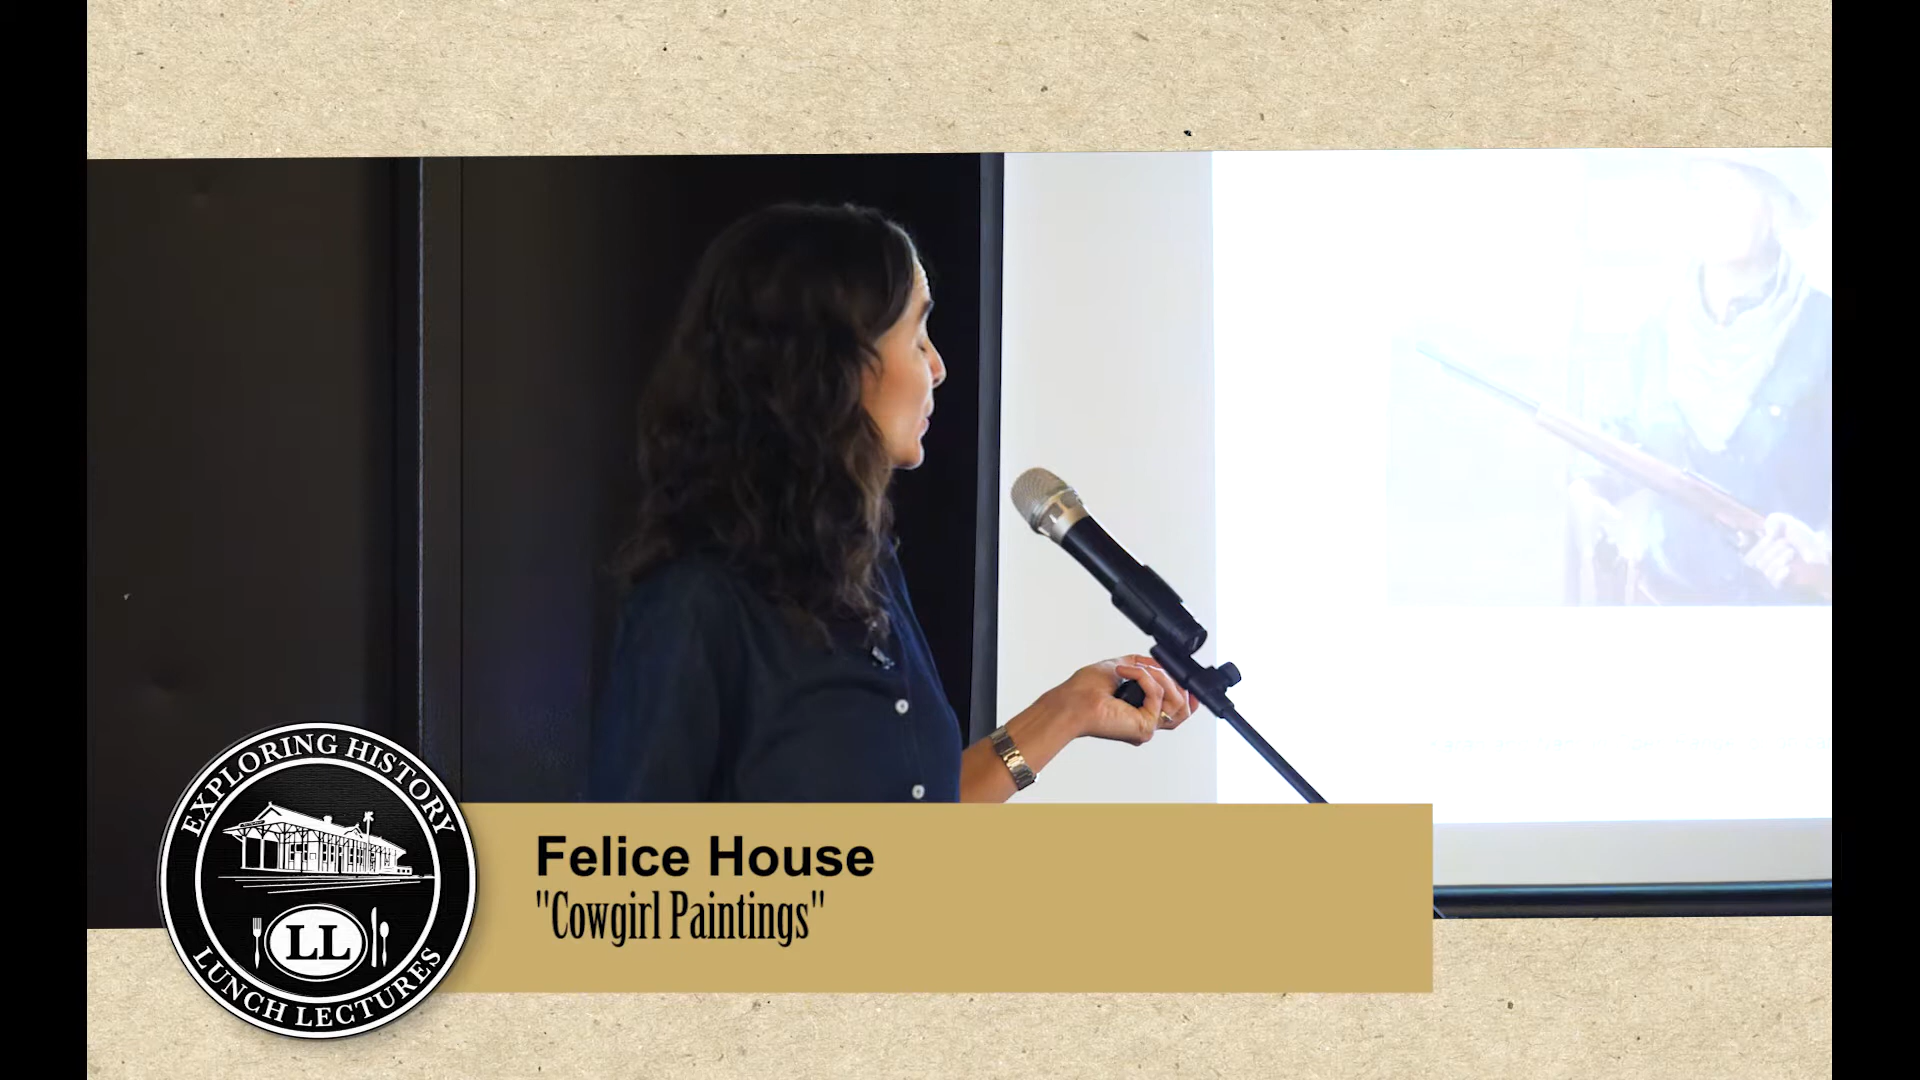 EXPLORING HISTORY
LL
LUNCH LECTURES
Felice House
"Cowgirl Paintings"